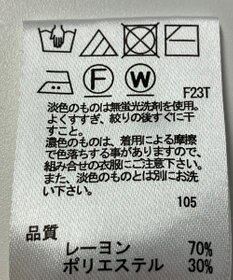 F
W
F23T
淡色のものは無蛍光洗剤を使用。
よくすすぎ、絞りの後すぐに干
すこと。
濃色のものは、着用による摩擦
で色落ちする事がありますので、
組み合せの衣服にご注意下さい。
また、淡色のものとは別にお洗
い下さい。
105
品質
レーヨン 70%
ポリエステル 30%